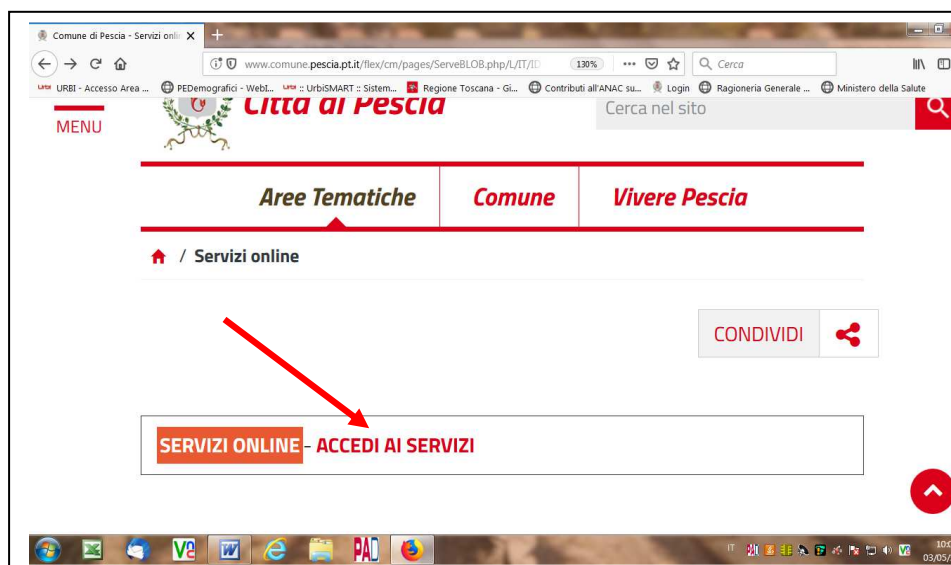 Comune di Pescia - Servizi onlin
www.comune.pescia.pt.it/flex/cm/pages/ServeBLOB.php/L/IT/ID
130%
Cerca
URBI - Accesso Area ...
PEDemografici - WebI...
:: UrbiSMART :: Sistem...
Regione Toscana - Gi...
Contributi all'ANAC su...
Login
Ragioneria Generale ...
Ministero della Salute
MENU
Città di Pescia
Cerca nel sito
Aree Tematiche Comune Vivere Pescia
/ Servizi online
CONDIVIDI
SERVIZI ONLINE - ACCEDI AI SERVIZI
PAD
IT
03/05/